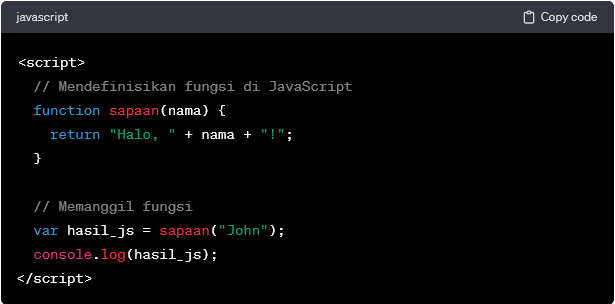 javascript
Copy code
<script>
// Mendefinisikan fungsi di JavaScript
function sapaan(nama) {
return "Halo, " + nama + "!";
}
// Memanggil fungsi
var hasil_js = sapaan("John");
console.log(hasil_js);
</script>